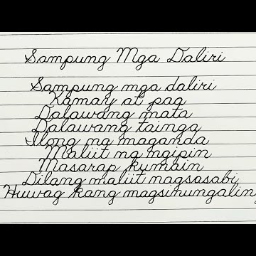 Sampung Mga Daliri
Sampung mga daliri
Kamay at paa
Dalawang mata
Dalawang tainga
Ilong na maganda
Maliit na ngipin
Masarap kumain
Dilang maliit nagsasabi
Huwag kang magsinungaling